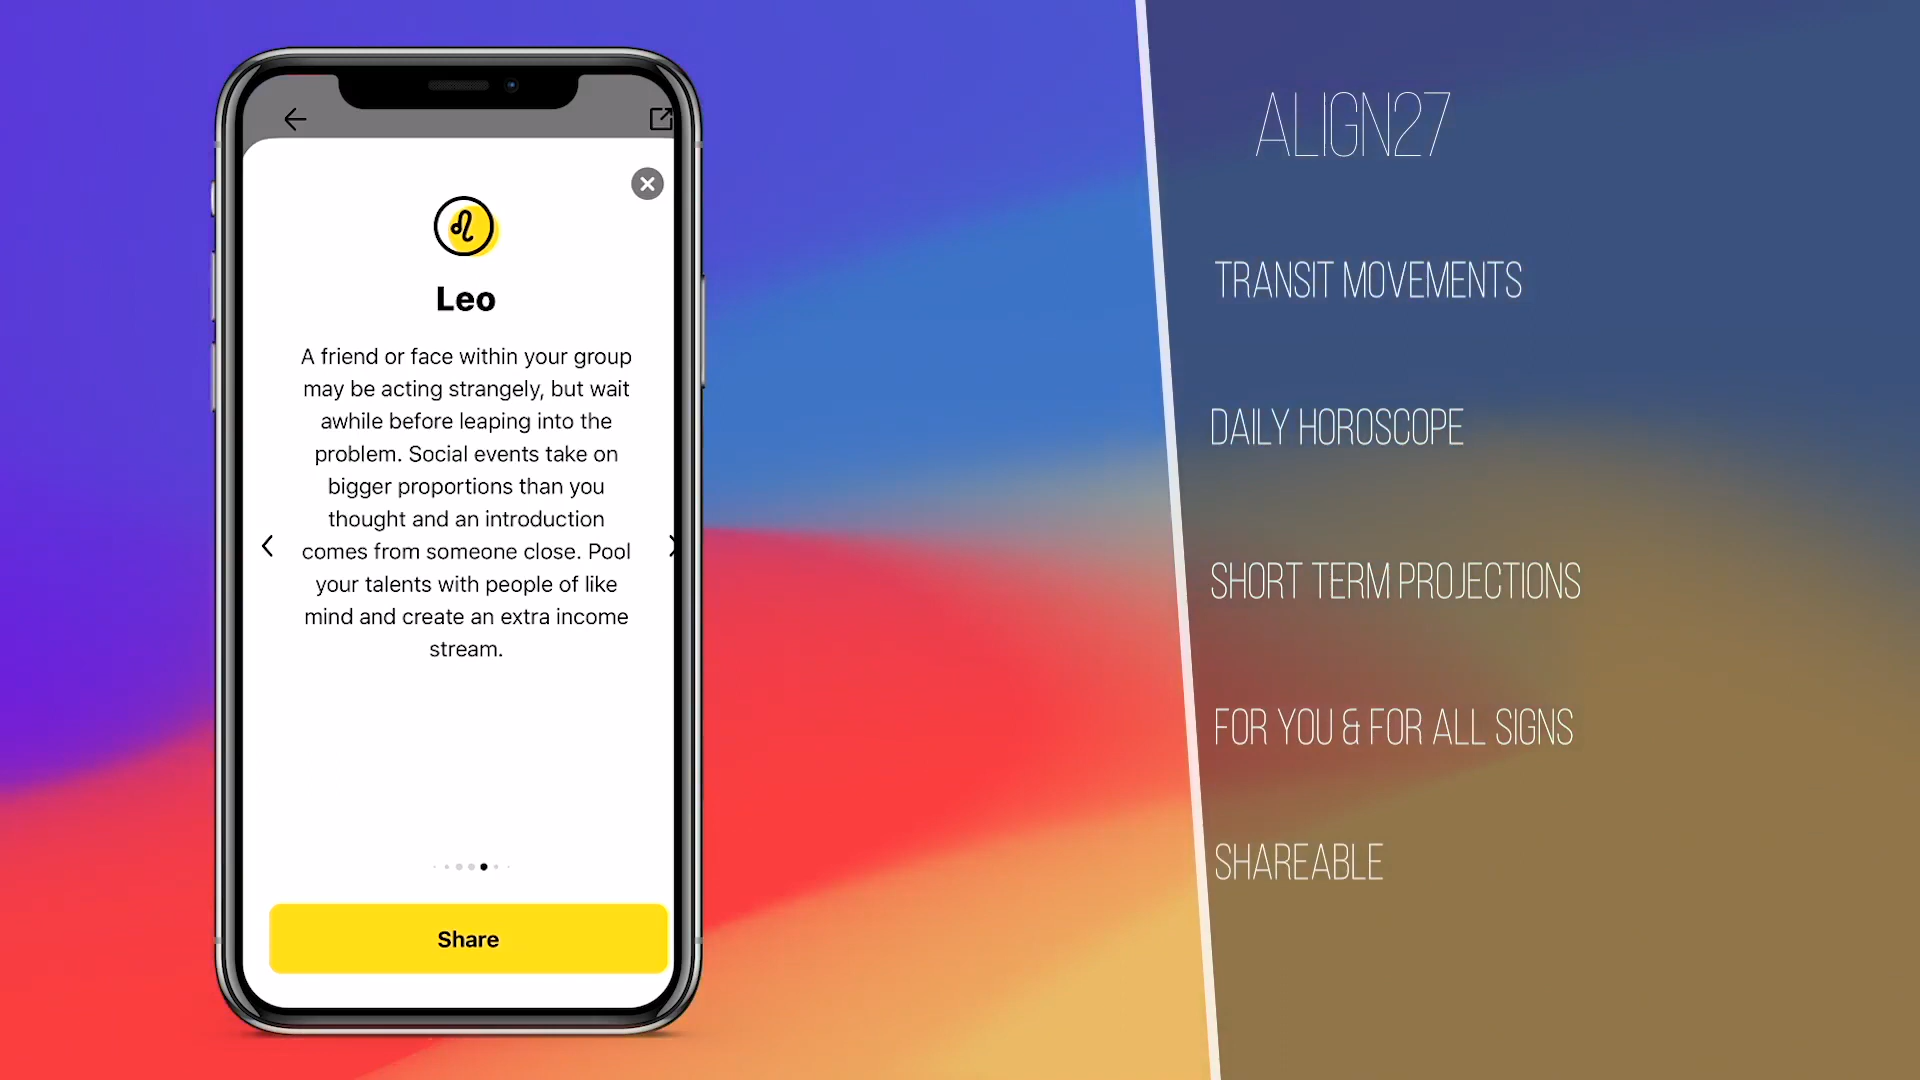 Leo
A friend or face within your group
may be acting strangely, but wait
awhile before leaping into the
problem. Social events take on
bigger proportions than you
thought and an introduction
comes from someone close. Pool
your talents with people of like
mind and create an extra income
stream.
Share
ALIGN27
TRANSIT MOVEMENTS
DAILY HOROSCOPE
SHORT TERM PROJECTIONS
FOR YOU & FOR ALL SIGNS
SHAREABLE